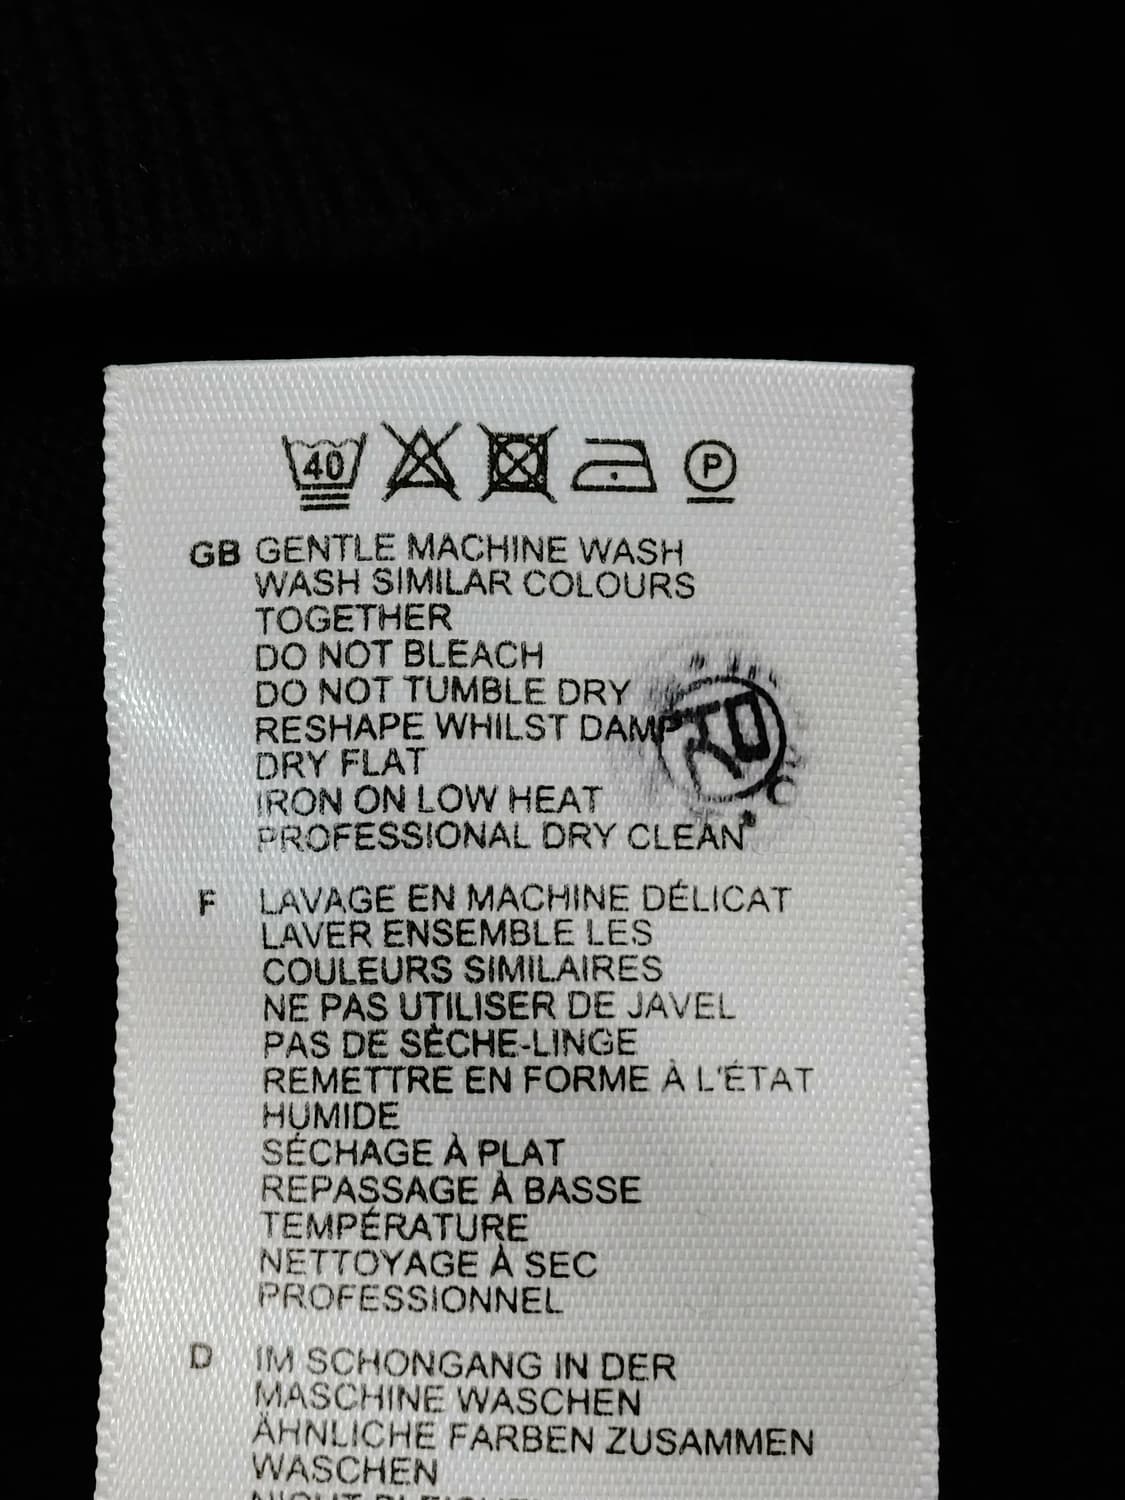 40 P
GB GENTLE MACHINE WASH
WASH SIMILAR COLOURS
TOGETHER
DO NOT BLEACH
DO NOT TUMBLE DRY
RESHAPE WHILST DAMP
DRY FLAT
IRON ON LOW HEAT
PROFESSIONAL DRY CLEAN
F LAVAGE EN MACHINE DÉLICAT
LAVER ENSEMBLE LES
COULEURS SIMILAIRES
NE PAS UTILISER DE JAVEL
PAS DE SÈCHE-LINGE
REMETTRE EN FORME À L'ÉTAT
HUMIDE
SÉCHAGE À PLAT
REPASSAGE À BASSE
TEMPÉRATURE
NETTOYAGE À SEC
PROFESSIONNEL
D IM SCHONGANG IN DER
MASCHINE WASCHEN
ÄHNLICHE FARBEN ZUSAMMEN
WASCHEN